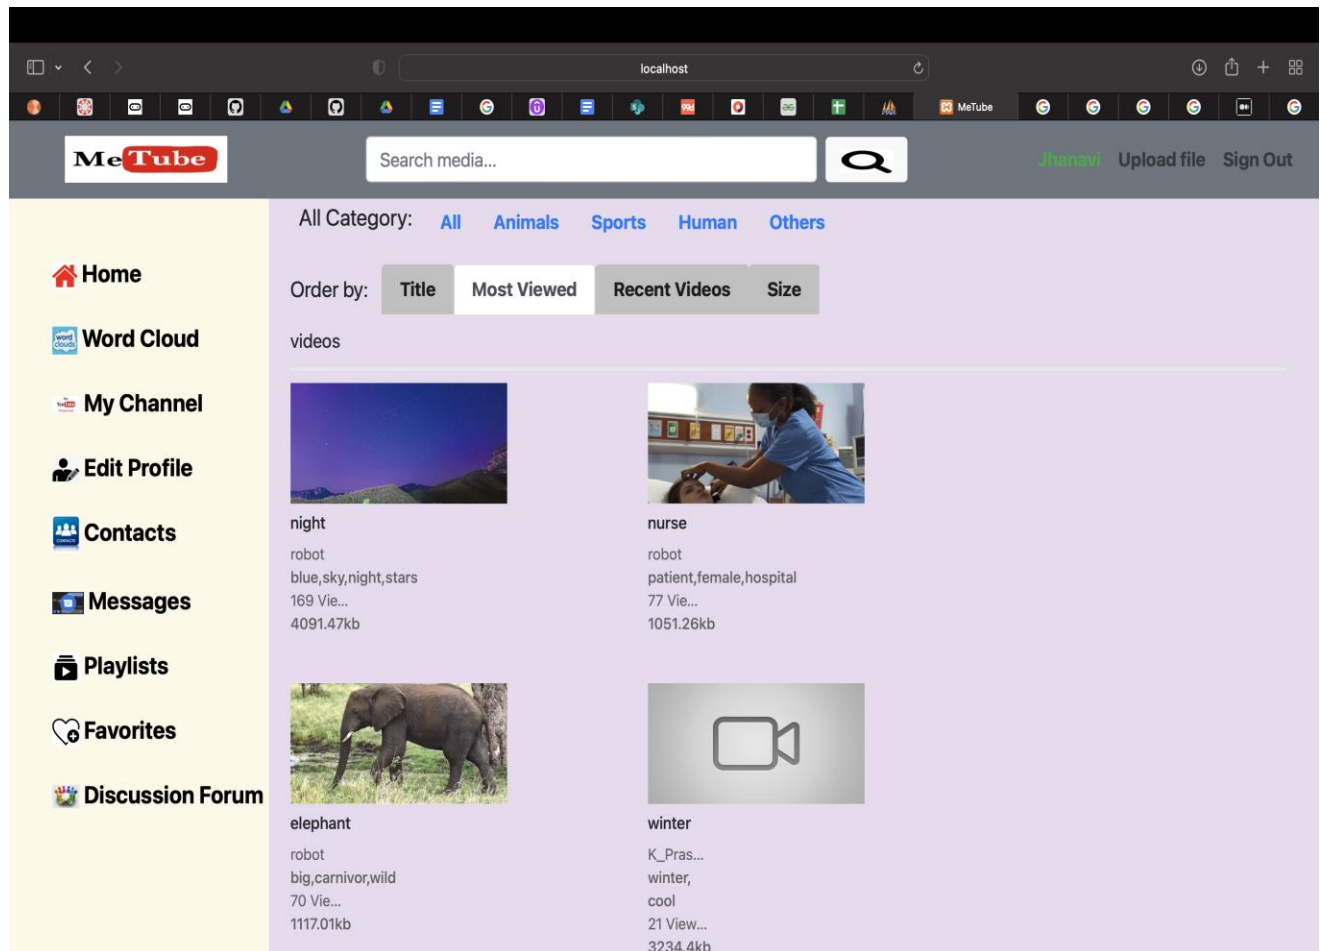 localhost
MeTube
MeTube
Search media...
Jhanavi Upload file Sign Out
All Category: All Animals Sports Human Others
Order by: Title Most Viewed Recent Videos Size
videos
Home
Word Cloud
My Channel
Edit Profile
Contacts
Messages
Playlists
Favorites
Discussion Forum
night
robot
blue,sky,night,stars
169 Vie...
4091.47kb
nurse
robot
patient,female,hospital
77 Vie...
1051.26kb
elephant
robot
big,carnivor,wild
70 Vie...
1117.01kb
winter
K_Pras...
winter,
cool
21 View...
3234.4kb